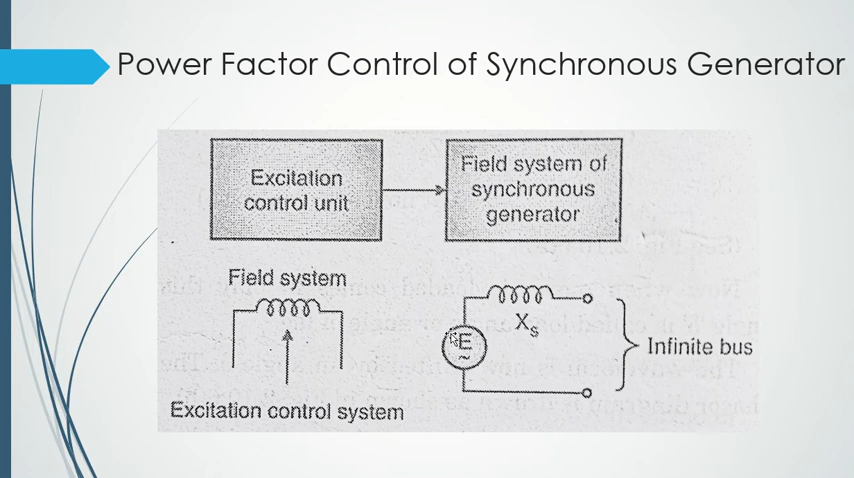 Power Factor Control of Synchronous Generator
Excitation
control unit
Field system of
synchronous
generator
Field system
Excitation control system
E
~
Xs
Infinite bus